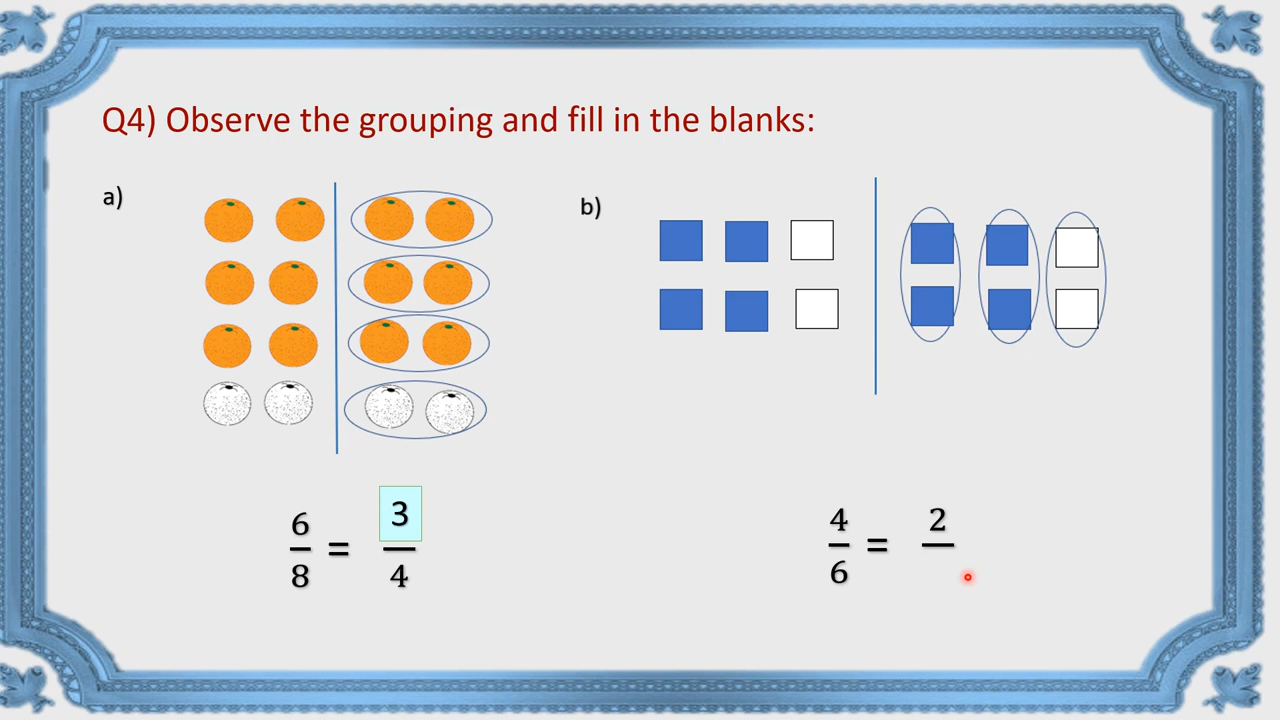 Q4) Observe the grouping and fill in the blanks:
a)
b)
6/8 = 3/4
4/6 = 2/